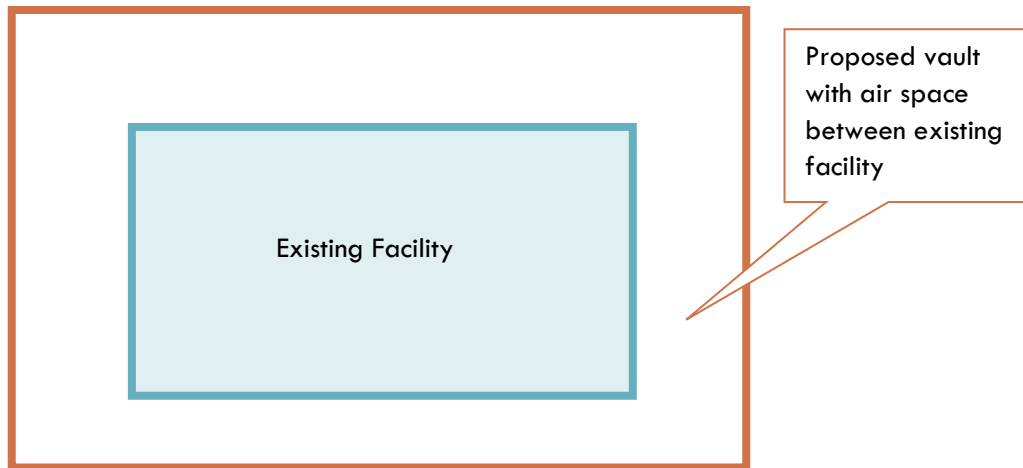 Proposed vault
with air space
between existing
facility
Existing Facility